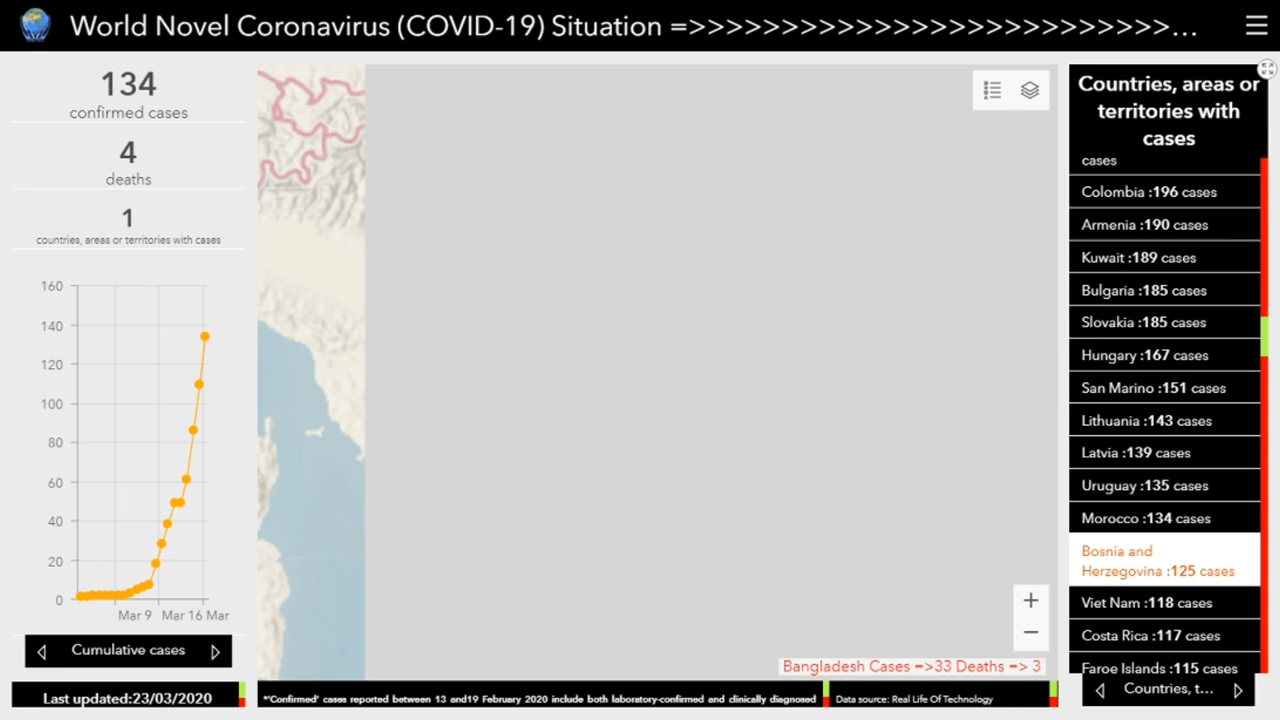 World Novel Coronavirus (COVID-19) Situation =>>>>>>>>>>>>>>>>>>>>>>>>>>>...
134
confirmed cases
4
deaths
1
countries, areas or territories with cases
160
140
120
100
80
60
40
20
0
Mar 9
Mar 16
Mar
Cumulative cases
Last updated:23/03/2020
Bangladesh Cases =>33 Deaths => 3
*'Confirmed' cases reported between 13 and19 February 2020 include both laboratory-confirmed and clinically diagnosed
Data source: Real Life Of Technology
Countries, areas or
territories with
cases
cases
Colombia :196 cases
Armenia :190 cases
Kuwait :189 cases
Bulgaria :185 cases
Slovakia :185 cases
Hungary :167 cases
San Marino :151 cases
Lithuania :143 cases
Latvia :139 cases
Uruguay :135 cases
Morocco :134 cases
Bosnia and
Herzegovina :125 cases
Viet Nam :118 cases
Costa Rica :117 cases
Faroe Islands :115 cases
Countries, t...